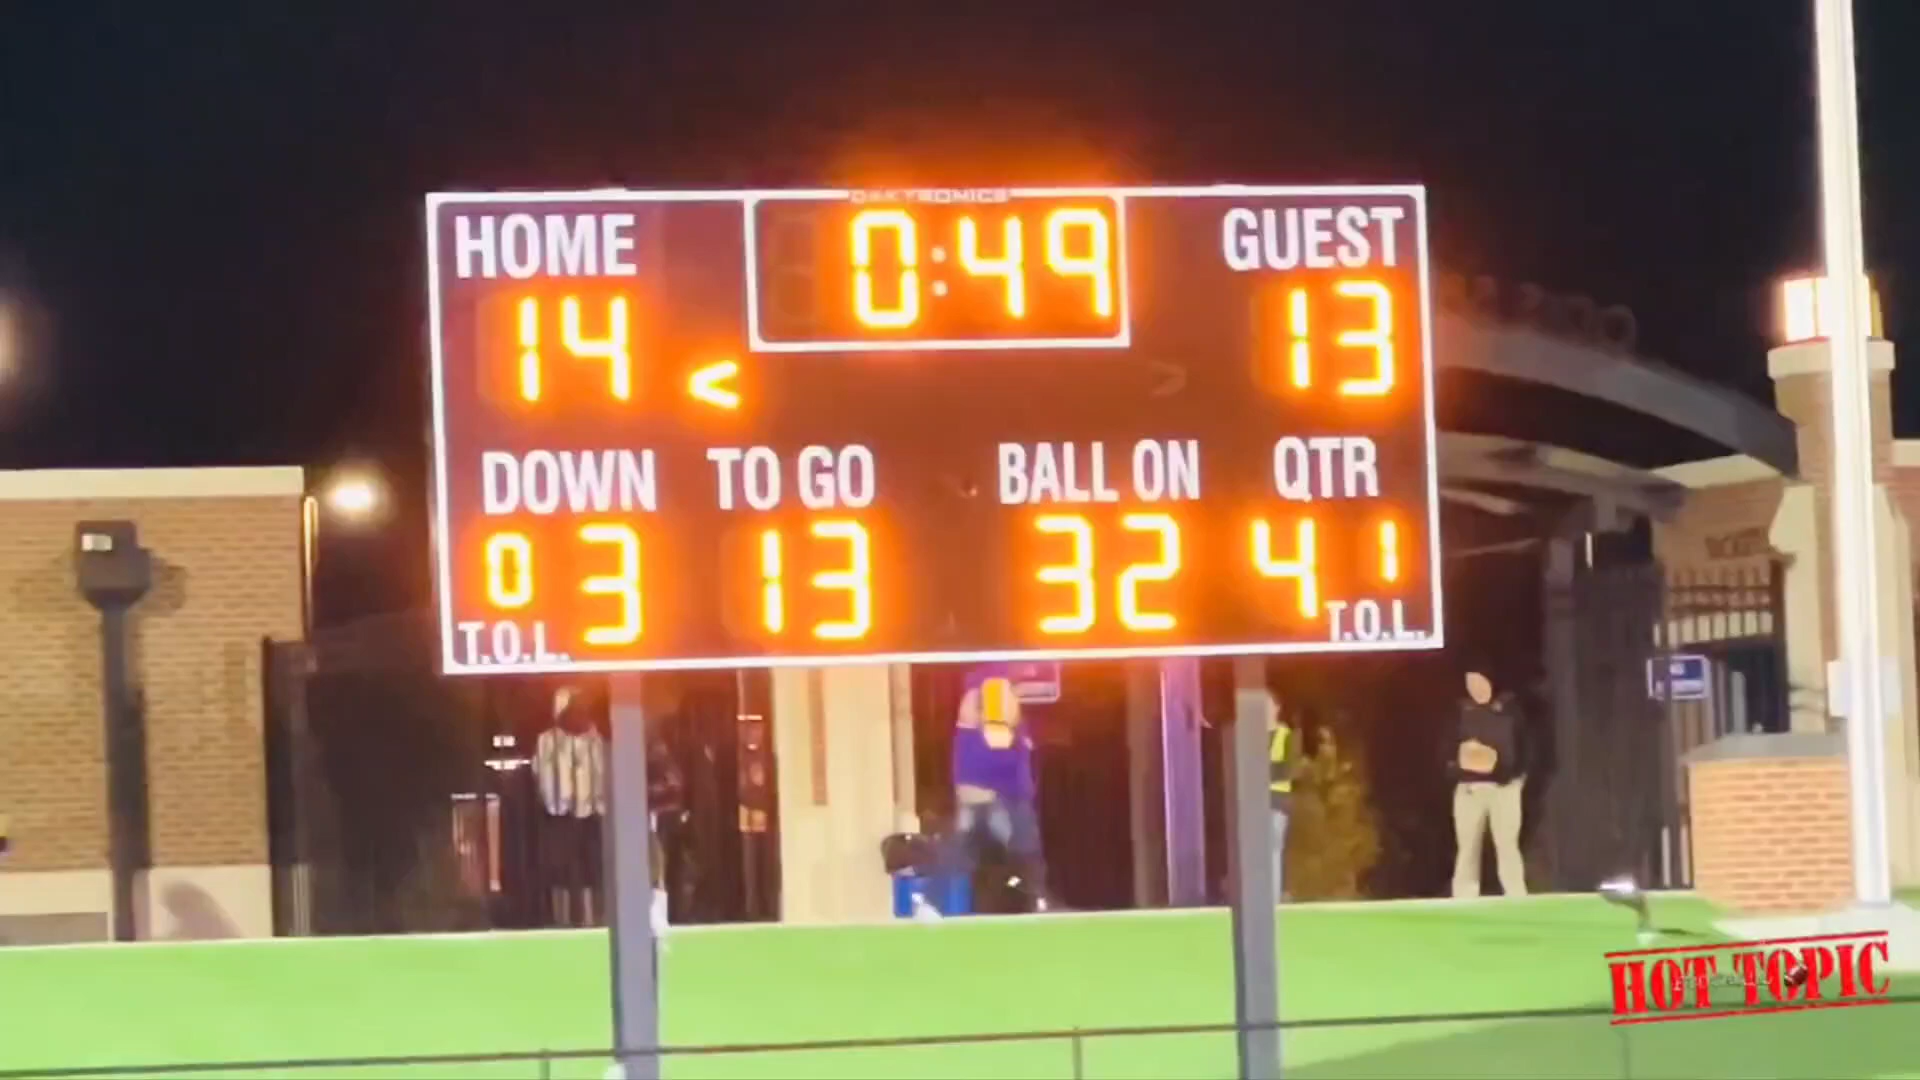 DAKTRONICS
HOME 0:49 GUEST
14 < > 13
DOWN TO GO BALL ON QTR
0 3 13 32 4 1
T.O.L. T.O.L.
HOT TOPIC